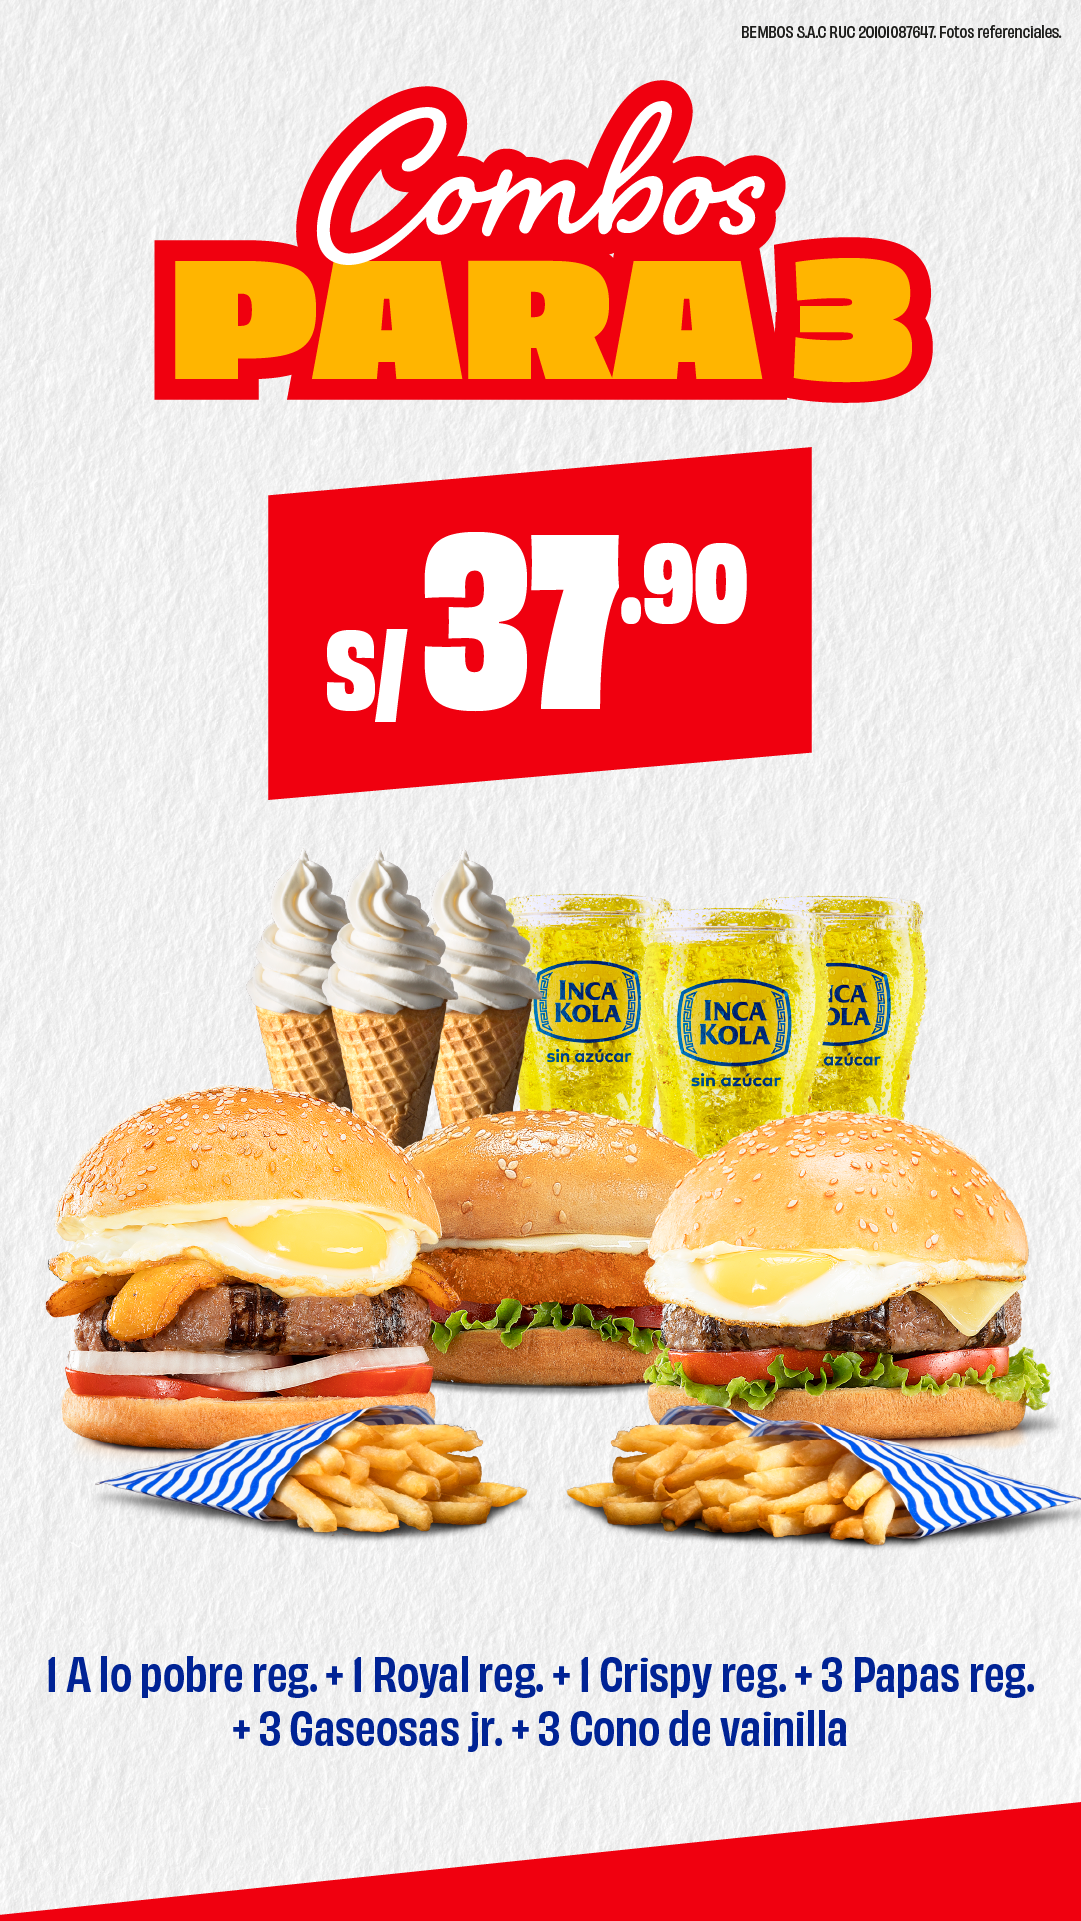 BEMBOS S.A.C RUC 20101087647. Fotos referenciales.
Combos
PARA 3
S/ 37.90
INCA
KOLA
sin azúcar
INCA
KOLA
sin azúcar
ICA
OLA
azúcar
1 A lo pobre reg. + 1 Royal reg. + 1 Crispy reg. + 3 Papas reg.
+ 3 Gaseosas jr. + 3 Cono de vainilla